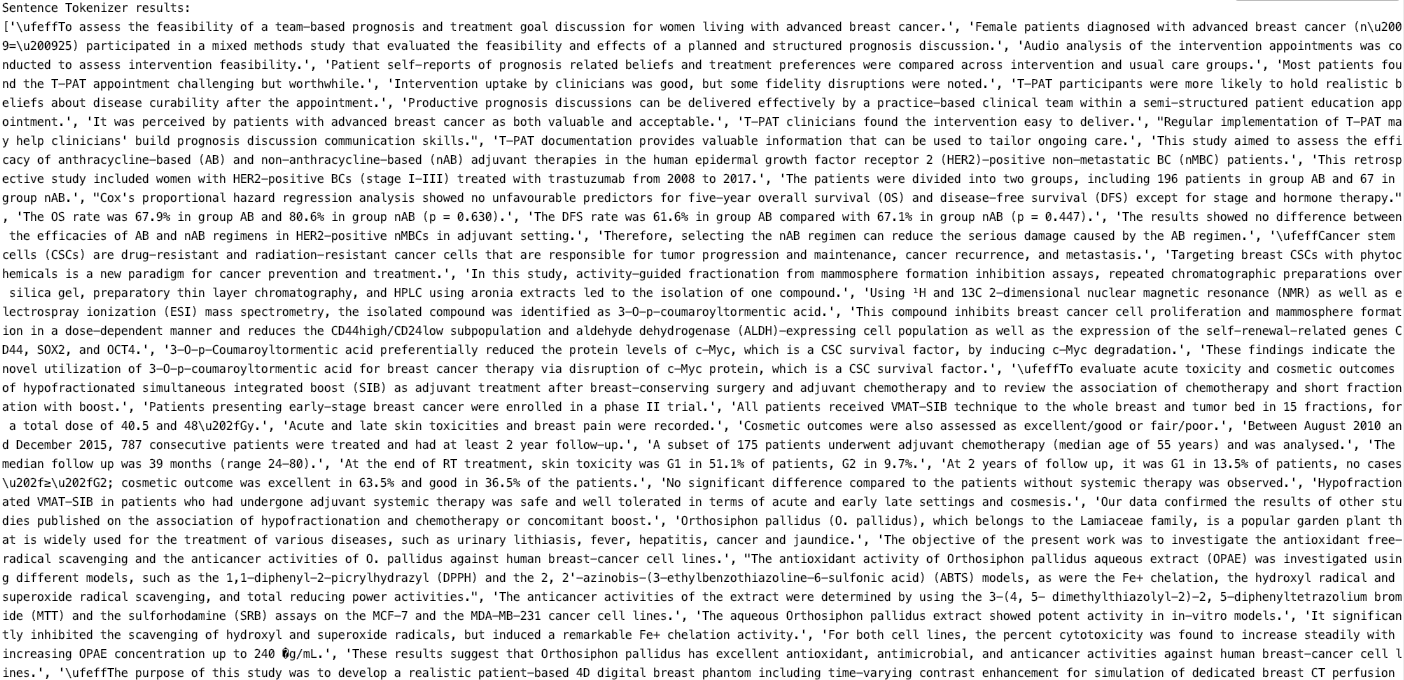 Sentence Tokenizer results:
['\ufeffTo assess the feasibility of a team-based prognosis and treatment goal discussion for women living with advanced breast cancer.', 'Female patients diagnosed with advanced breast cancer (n\u200
9=\u200925) participated in a mixed methods study that evaluated the feasibility and effects of a planned and structured prognosis discussion.', 'Audio analysis of the intervention appointments was co
nducted to assess intervention feasibility.', 'Patient self-reports of prognosis related beliefs and treatment preferences were compared across intervention and usual care groups.', 'Most patients fou
nd the T-PAT appointment challenging but worthwhile.', 'Intervention uptake by clinicians was good, but some fidelity disruptions were noted.', 'T-PAT participants were more likely to hold realistic b
eliefs about disease curability after the appointment.', 'Productive prognosis discussions can be delivered effectively by a practice-based clinical team within a semi-structured patient education app
ointment.', 'It was perceived by patients with advanced breast cancer as both valuable and acceptable.', 'T-PAT clinicians found the intervention easy to deliver.', "Regular implementation of T-PAT ma
y help clinicians' build prognosis discussion communication skills.", 'T-PAT documentation provides valuable information that can be used to tailor ongoing care.', 'This study aimed to assess the effi
cacy of anthracycline-based (AB) and non-anthracycline-based (nAB) adjuvant therapies in the human epidermal growth factor receptor 2 (HER2)-positive non-metastatic BC (nMBC) patients.', 'This retrosp
ective study included women with HER2-positive BCs (stage I-III) treated with trastuzumab from 2008 to 2017.', 'The patients were divided into two groups, including 196 patients in group AB and 67 in
group nAB.', "Cox's proportional hazard regression analysis showed no unfavourable predictors for five-year overall survival (OS) and disease-free survival (DFS) except for stage and hormone therapy."
, 'The OS rate was 67.9% in group AB and 80.6% in group nAB (p = 0.630).', 'The DFS rate was 61.6% in group AB compared with 67.1% in group nAB (p = 0.447).', 'The results showed no difference between
the efficacies of AB and nAB regimens in HER2-positive nMBCs in adjuvant setting.', 'Therefore, selecting the nAB regimen can reduce the serious damage caused by the AB regimen.', '\ufeffCancer stem
cells (CSCs) are drug-resistant and radiation-resistant cancer cells that are responsible for tumor progression and maintenance, cancer recurrence, and metastasis.', 'Targeting breast CSCs with phytoc
hemicals is a new paradigm for cancer prevention and treatment.', 'In this study, activity-guided fractionation from mammosphere formation inhibition assays, repeated chromatographic preparations over
silica gel, preparatory thin layer chromatography, and HPLC using aronia extracts led to the isolation of one compound.', 'Using ¹H and 13C 2-dimensional nuclear magnetic resonance (NMR) as well as e
lectrospray ionization (ESI) mass spectrometry, the isolated compound was identified as 3-O-p-coumaroyltormentic acid.', 'This compound inhibits breast cancer cell proliferation and mammosphere format
ion in a dose-dependent manner and reduces the CD44high/CD24low subpopulation and aldehyde dehydrogenase (ALDH)-expressing cell population as well as the expression of the self-renewal-related genes C
D44, SOX2, and OCT4.', '3-O-p-Coumaroyltormentic acid preferentially reduced the protein levels of c-Myc, which is a CSC survival factor, by inducing c-Myc degradation.', 'These findings indicate the
novel utilization of 3-O-p-coumaroyltormentic acid for breast cancer therapy via disruption of c-Myc protein, which is a CSC survival factor.', '\ufeffTo evaluate acute toxicity and cosmetic outcomes
of hypofractionated simultaneous integrated boost (SIB) as adjuvant treatment after breast-conserving surgery and adjuvant chemotherapy and to review the association of chemotherapy and short fraction
ation with boost.', 'Patients presenting early-stage breast cancer were enrolled in a phase II trial.', 'All patients received VMAT-SIB technique to the whole breast and tumor bed in 15 fractions, for
a total dose of 40.5 and 48\u202fGy.', 'Acute and late skin toxicities and breast pain were recorded.', 'Cosmetic outcomes were also assessed as excellent/good or fair/poor.', 'Between August 2010 an
d December 2015, 787 consecutive patients were treated and had at least 2 year follow-up.', 'A subset of 175 patients underwent adjuvant chemotherapy (median age of 55 years) and was analysed.', 'The
median follow up was 39 months (range 24-80).', 'At the end of RT treatment, skin toxicity was G1 in 51.1% of patients, G2 in 9.7%.', 'At 2 years of follow up, it was G1 in 13.5% of patients, no cases
\u202f≥\u202fG2; cosmetic outcome was excellent in 63.5% and good in 36.5% of the patients.', 'No significant difference compared to the patients without systemic therapy was observed.', 'Hypofraction
ated VMAT-SIB in patients who had undergone adjuvant systemic therapy was safe and well tolerated in terms of acute and early late settings and cosmesis.', 'Our data confirmed the results of other stu
dies published on the association of hypofractionation and chemotherapy or concomitant boost.', 'Orthosiphon pallidus (O. pallidus), which belongs to the Lamiaceae family, is a popular garden plant th
at is widely used for the treatment of various diseases, such as urinary lithiasis, fever, hepatitis, cancer and jaundice.', 'The objective of the present work was to investigate the antioxidant free-
radical scavenging and the anticancer activities of O. pallidus against human breast-cancer cell lines.', "The antioxidant activity of Orthosiphon pallidus aqueous extract (OPAE) was investigated usin
g different models, such as the 1,1-diphenyl-2-picrylhydrazyl (DPPH) and the 2, 2'-azinobis-(3-ethylbenzothiazoline-6-sulfonic acid) (ABTS) models, as were the Fe+ chelation, the hydroxyl radical and
superoxide radical scavenging, and total reducing power activities.", 'The anticancer activities of the extract were determined by using the 3-(4, 5- dimethylthiazolyl-2)-2, 5-diphenyltetrazolium brom
ide (MTT) and the sulforhodamine (SRB) assays on the MCF-7 and the MDA-MB-231 cancer cell lines.', 'The aqueous Orthosiphon pallidus extract showed potent activity in in-vitro models.', 'It significan
tly inhibited the scavenging of hydroxyl and superoxide radicals, but induced a remarkable Fe+ chelation activity.', 'For both cell lines, the percent cytotoxicity was found to increase steadily with
increasing OPAE concentration up to 240 �g/mL.', 'These results suggest that Orthosiphon pallidus has excellent antioxidant, antimicrobial, and anticancer activities against human breast-cancer cell l
ines.', '\ufeffThe purpose of this study was to develop a realistic patient-based 4D digital breast phantom including time-varying contrast enhancement for simulation of dedicated breast CT perfusion